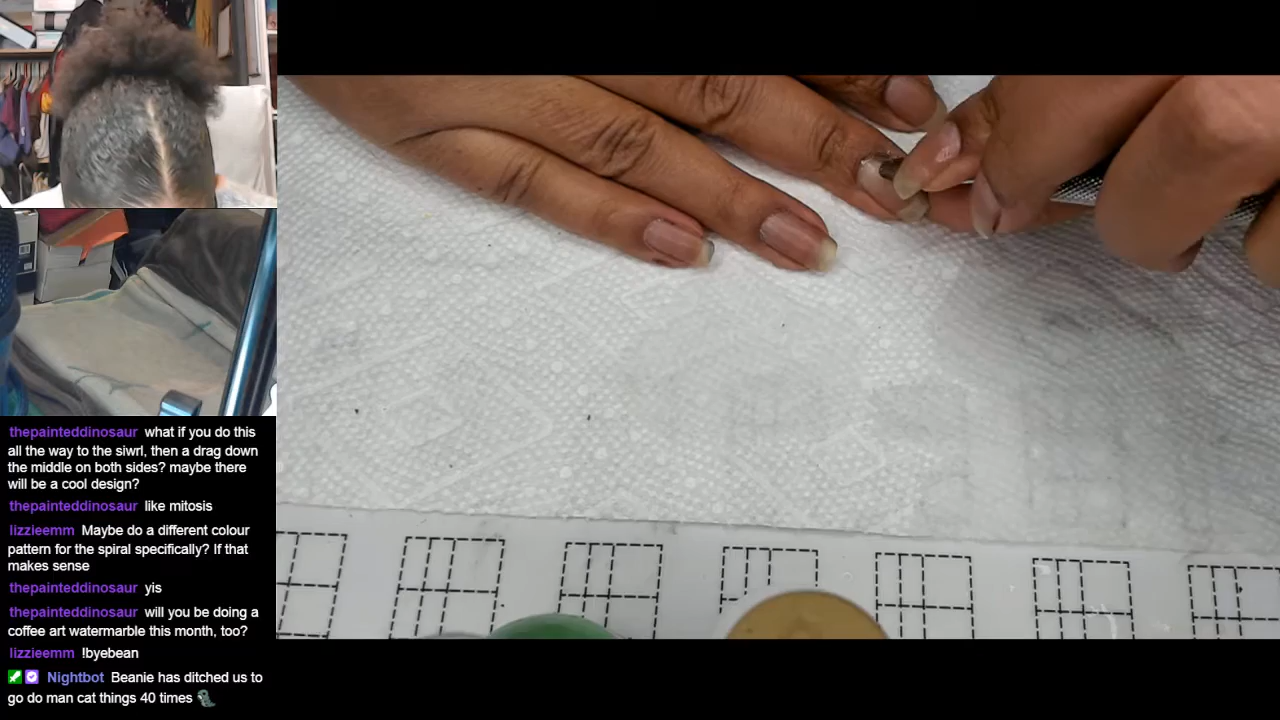 thepainteddinosaur what if you do this
all the way to the siwrl, then a drag down
the middle on both sides? maybe there
will be a cool design?
thepainteddinosaur like mitosis
lizzieemm Maybe do a different colour
pattern for the spiral specifically? If that
makes sense
thepainteddinosaur yis
thepainteddinosaur will you be doing a
coffee art watermarble this month, too?
lizzieemm !byebean
Nightbot Beanie has ditched us to
go do man cat things 40 times